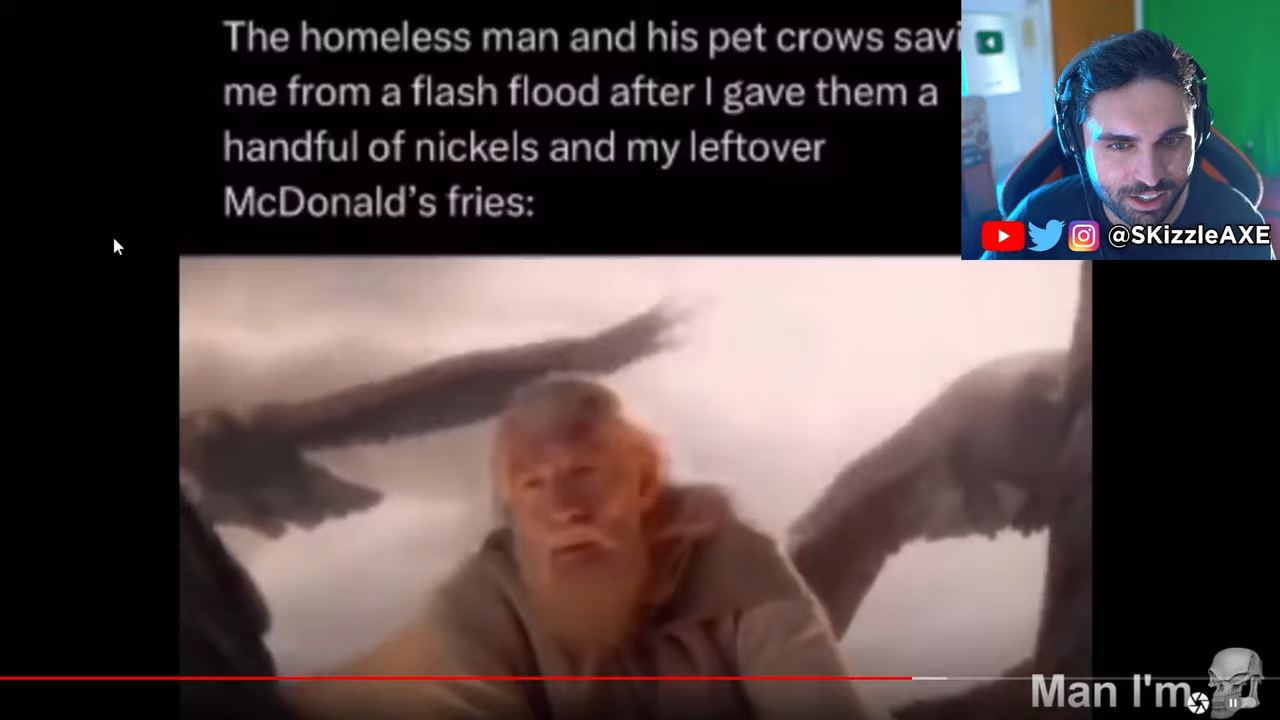 The homeless man and his pet crows savi
me from a flash flood after I gave them a
handful of nickels and my leftover
McDonald's fries:
@SKizzleAXE
Man I'm